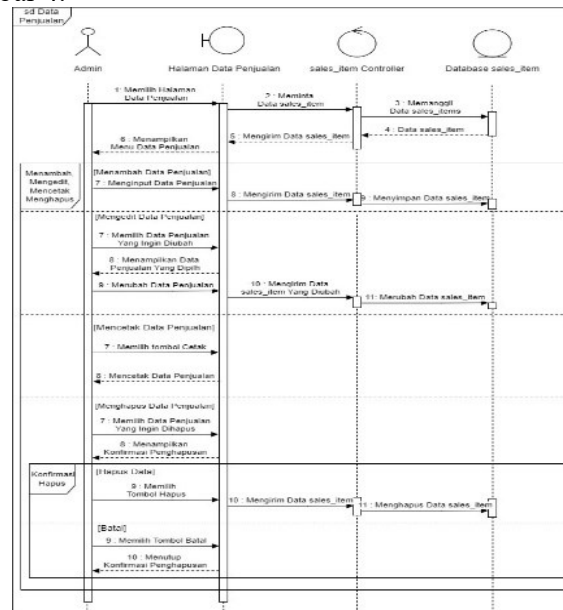 sd Data
Penjualan
Admin
Halaman Data Penjualan
sales_item Controller
Database sales_item
1: Memilih Halaman
Data Penjualan
2 : Meminta
Data sales_item
3 : Memanggil
Data sales_items
4 : Data sales_item
5 : Mengirim Data sales_item
6 : Menampilkan
Menu Data Penjualan
Menambah,
Mengedit,
Mencetak
Menghapus
[Menambah Data Penjualan]
7 : Menginput Data Penjualan
8 : Mengirim Data sales_item
9 : Menyimpan Data sales_item
[Mengedit Data Penjualan]
7 : Memilih Data Penjualan
Yang Ingin Diubah
8 : Menampilkan Data
Penjualan Yang Dipilih
9 : Merubah Data Penjualan
10 : Mengirim Data
sales_item Yang Diubah
11: Merubah Data sales_item
[Mencetak Data Penjualan]
7 : Memilih tombol Cetak
8 : Mencetak Data Penjualan
[Menghapus Data Penjualan]
7 : Memilih Data Penjualan
Yang Ingin Dihapus
8 : Menampilkan
Konfirmasi Penghapusan
Konfirmasi
Hapus
[Hapus Data]
9 : Memilih
Tombol Hapus
10 : Mengirim Data sales_item
11 : Menghapus Data sales_item
[Batal]
9 : Memilih Tombol Batal
10 : Menutup
Konfirmasi Penghapusan